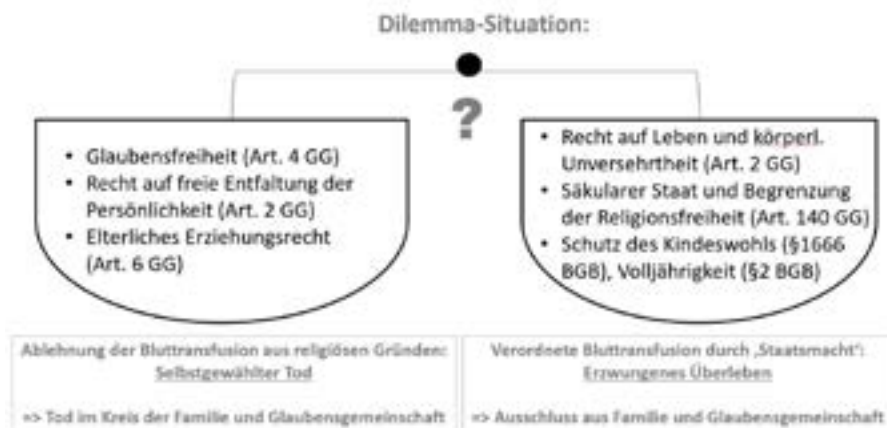 Dilemma-Situation:
?
• Glaubensfreiheit (Art. 4 GG)
• Recht auf freie Entfaltung der
Persönlichkeit (Art. 2 GG)
• Elterliches Erziehungsrecht
(Art. 6 GG)
• Recht auf Leben und körperl.
Unversehrtheit (Art. 2 GG)
• Säkularer Staat und Begrenzung
der Religionsfreiheit (Art. 140 GG)
• Schutz des Kindeswohls (§1666
BGB), Volljährigkeit (§2 BGB)
Ablehnung der Bluttransfusion aus religiösen Gründen:
Selbstgewählter Tod
=> Tod im Kreis der Familie und Glaubensgemeinschaft
Verordnete Bluttransfusion durch ‚Staatsmacht‘:
Erzwungenes Überleben
=> Ausschluss aus Familie und Glaubensgemeinschaft